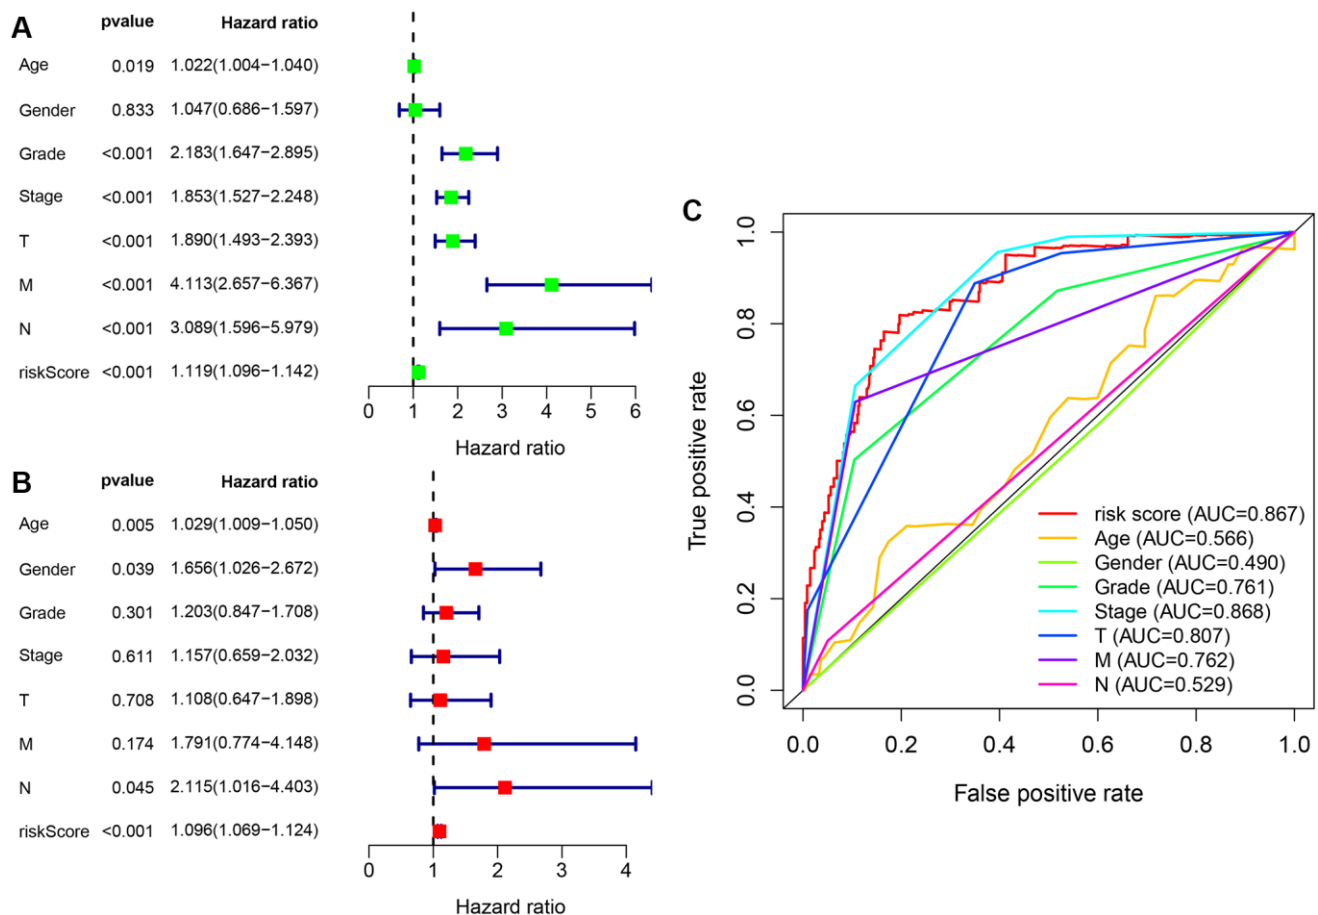 A
pvalue Hazard ratio
Age 0.019 1.022(1.004−1.040)
Gender 0.833 1.047(0.686−1.597)
Grade <0.001 2.183(1.647−2.895)
Stage <0.001 1.853(1.527−2.248)
T <0.001 1.890(1.493−2.393)
M <0.001 4.113(2.657−6.367)
N <0.001 3.089(1.596−5.979)
riskScore <0.001 1.119(1.096−1.142)
0 1 2 3 4 5 6
Hazard ratio
B
pvalue Hazard ratio
Age 0.005 1.029(1.009−1.050)
Gender 0.039 1.656(1.026−2.672)
Grade 0.301 1.203(0.847−1.708)
Stage 0.611 1.157(0.659−2.032)
T 0.708 1.108(0.647−1.898)
M 0.174 1.791(0.774−4.148)
N 0.045 2.115(1.016−4.403)
riskScore <0.001 1.096(1.069−1.124)
0 1 2 3 4
Hazard ratio
C
True positive rate
1.0
0.8
0.6
0.4
0.2
0.0
risk score (AUC=0.867)
Age (AUC=0.566)
Gender (AUC=0.490)
Grade (AUC=0.761)
Stage (AUC=0.868)
T (AUC=0.807)
M (AUC=0.762)
N (AUC=0.529)
0.0 0.2 0.4 0.6 0.8 1.0
False positive rate